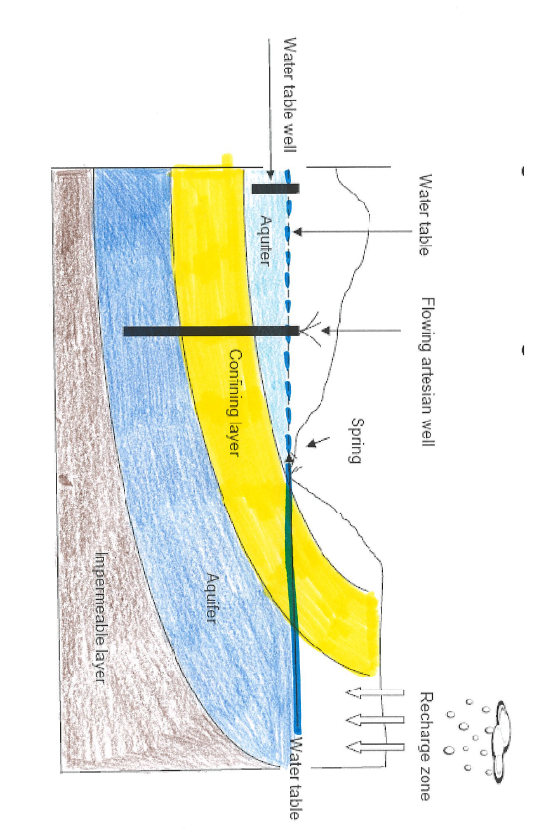 Water table
Flowing artesian well
Recharge zone
Spring
Water table well
Water table
Aquifer
Confining layer
Aquifer
Impermeable layer